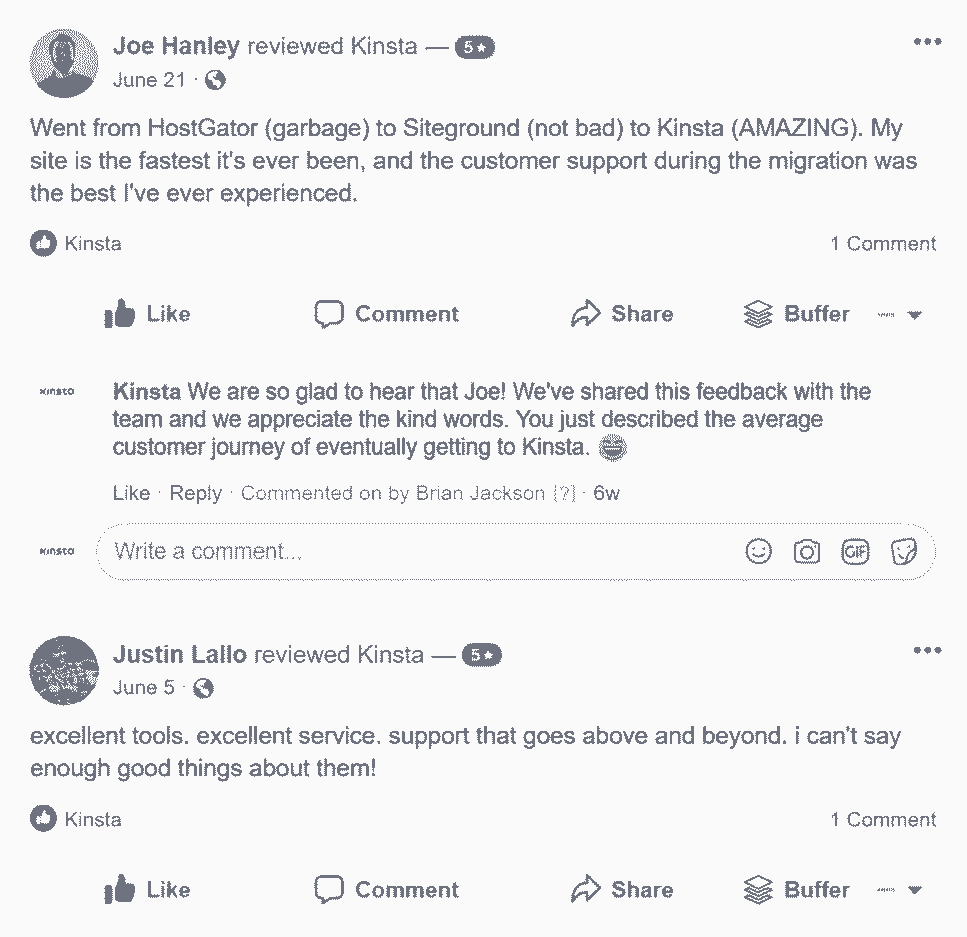 Joe Hanley reviewed Kinsta — 5★
June 21 ·
Went from HostGator (garbage) to Siteground (not bad) to Kinsta (AMAZING). My
site is the fastest it's ever been, and the customer support during the migration was
the best I've ever experienced.
Kinsta 1 Comment
Like Comment Share Buffer
KINSTA Kinsta We are so glad to hear that Joe! We've shared this feedback with the
team and we appreciate the kind words. You just described the average
customer journey of eventually getting to Kinsta. 😄
Like · Reply · Commented on by Brian Jackson [?] · 6w
KINSTA Write a comment... GIF
Justin Lallo reviewed Kinsta — 5★
June 5 ·
excellent tools. excellent service. support that goes above and beyond. i can't say
enough good things about them!
Kinsta 1 Comment
Like Comment Share Buffer